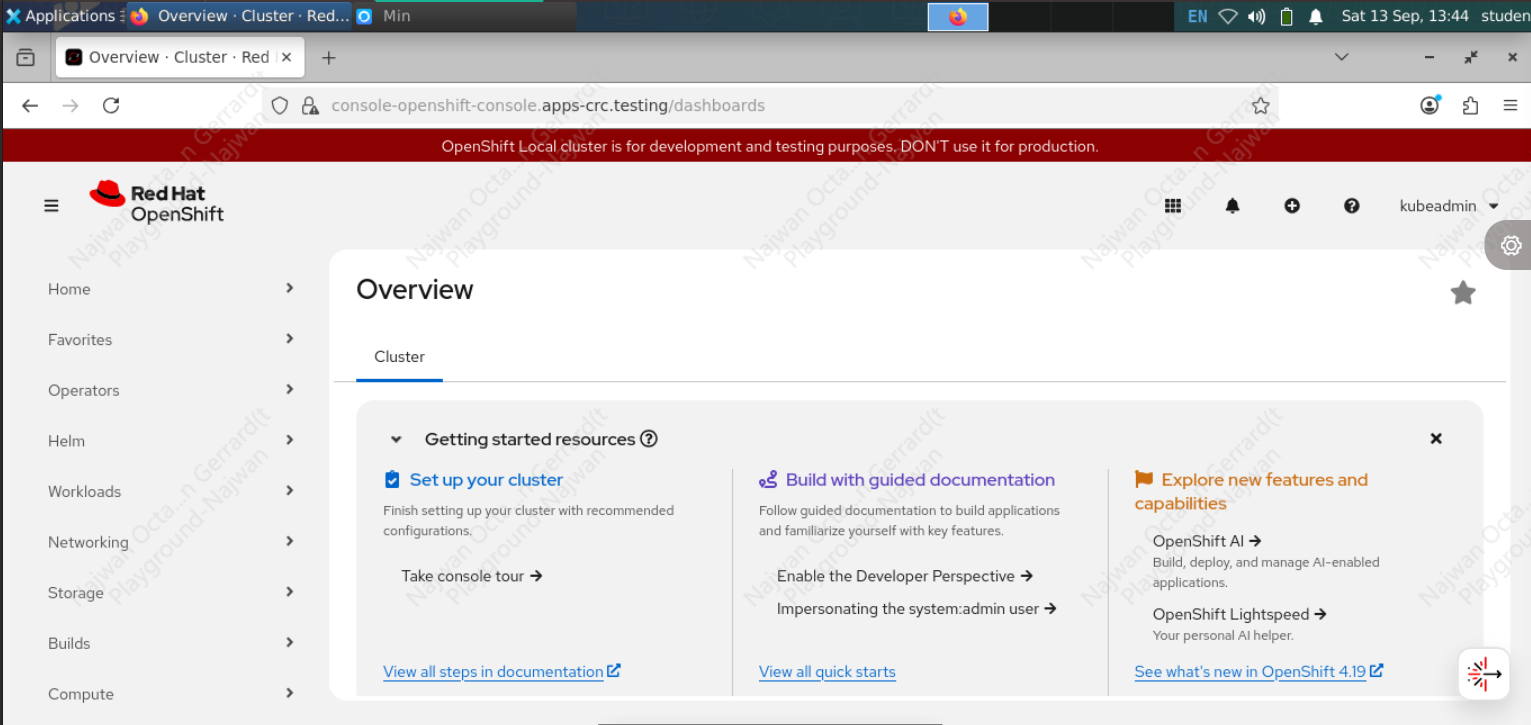 Applications
Overview · Cluster · Red...
Min
EN
Sat 13 Sep, 13:44
studen
Overview · Cluster · Red
console-openshift-console.apps-crc.testing/dashboards
OpenShift Local cluster is for development and testing purposes. DON'T use it for production.
Red Hat
OpenShift
kubeadmin
Home
Favorites
Operators
Helm
Workloads
Networking
Storage
Builds
Compute
Overview
Cluster
Getting started resources
Set up your cluster
Finish setting up your cluster with recommended
configurations.
Take console tour
View all steps in documentation
Build with guided documentation
Follow guided documentation to build applications
and familiarize yourself with key features.
Enable the Developer Perspective
Impersonating the system:admin user
View all quick starts
Explore new features and
capabilities
OpenShift AI
Build, deploy, and manage AI-enabled
applications.
OpenShift Lightspeed
Your personal AI helper.
See what's new in OpenShift 4.19
Najwan Octa...n Gerrard(t
Playground-Najwan